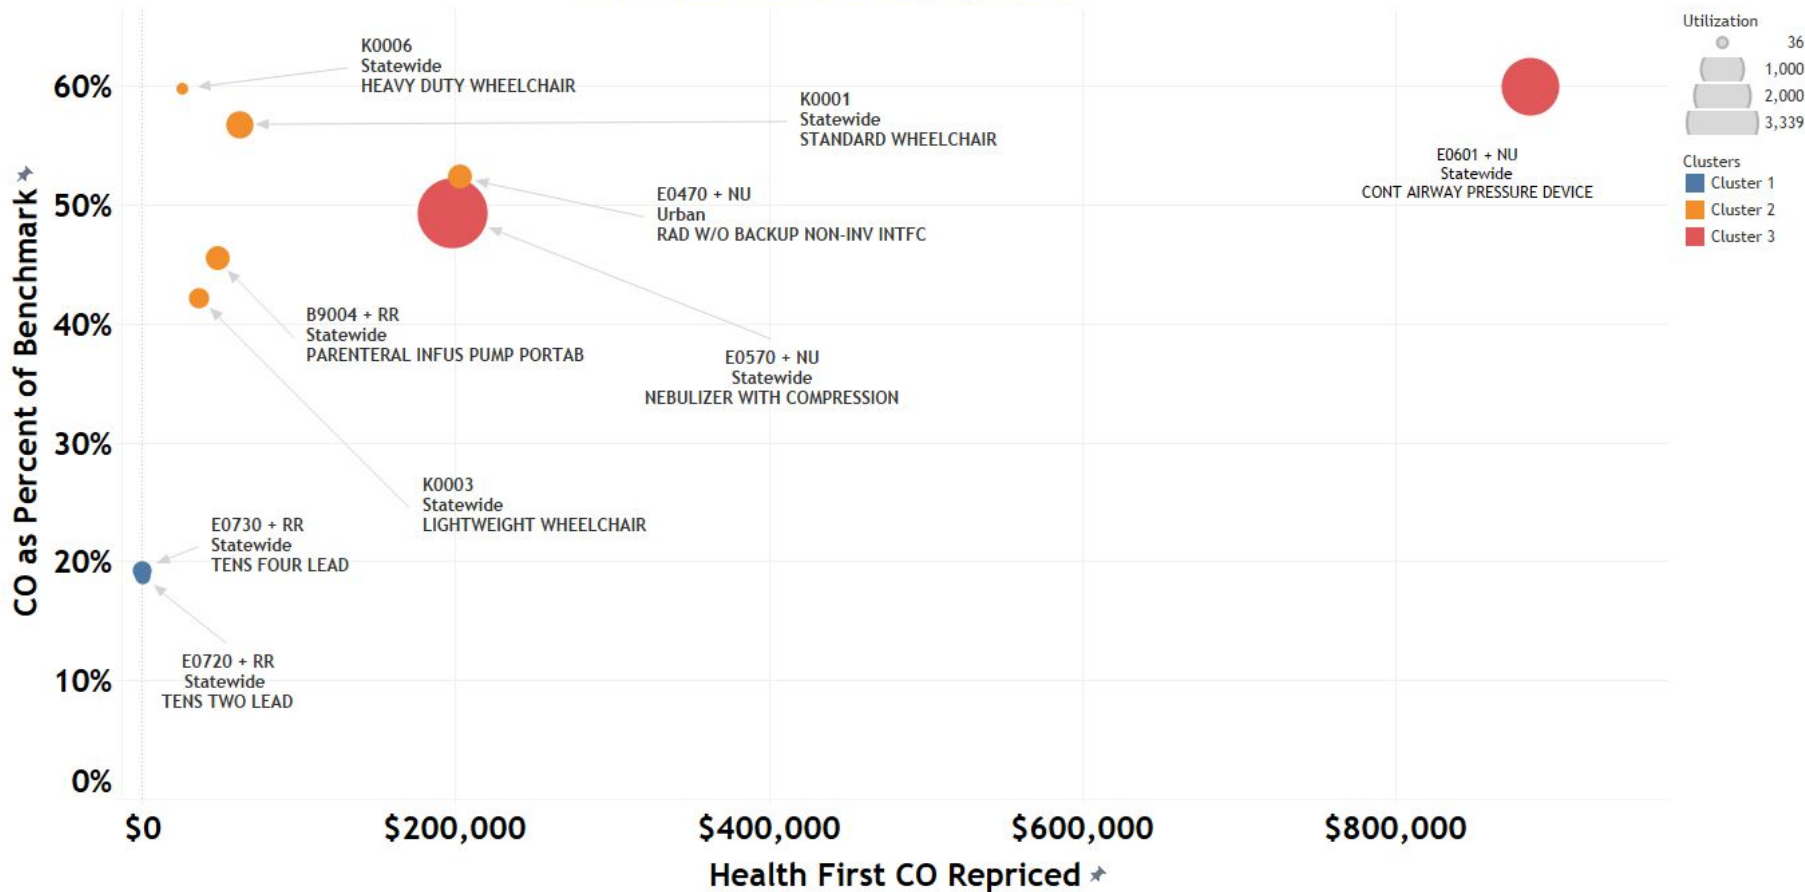 K0006
Statewide
HEAVY DUTY WHEELCHAIR
K0001
Statewide
STANDARD WHEELCHAIR
E0601 + NU
Statewide
CONT AIRWAY PRESSURE DEVICE
E0470 + NU
Urban
RAD W/O BACKUP NON-INV INTFC
B9004 + RR
Statewide
PARENTERAL INFUS PUMP PORTAB
E0570 + NU
Statewide
NEBULIZER WITH COMPRESSION
K0003
Statewide
LIGHTWEIGHT WHEELCHAIR
E0730 + RR
Statewide
TENS FOUR LEAD
E0720 + RR
Statewide
TENS TWO LEAD
CO as Percent of Benchmark
60%
50%
40%
30%
20%
10%
0%
$0
$200,000
$400,000
$600,000
$800,000
Health First CO Repriced
Utilization
36
1,000
2,000
3,339
Clusters
Cluster 1
Cluster 2
Cluster 3